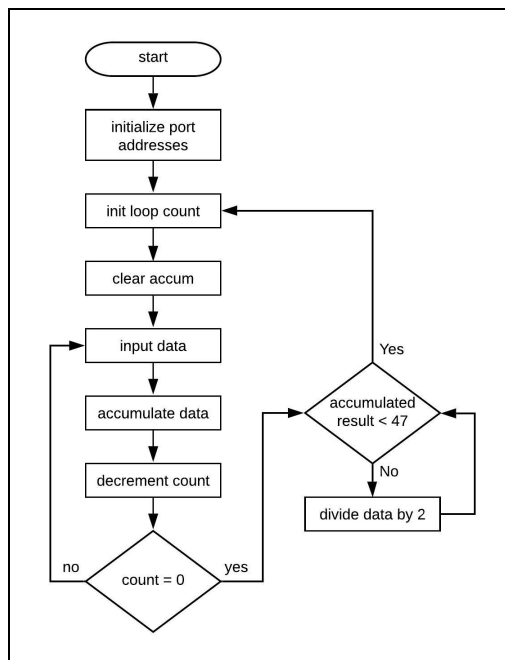 start
initialize port
addresses
init loop count
clear accum
input data
accumulate data
decrement count
count = 0
no
yes
accumulated
result < 47
Yes
No
divide data by 2